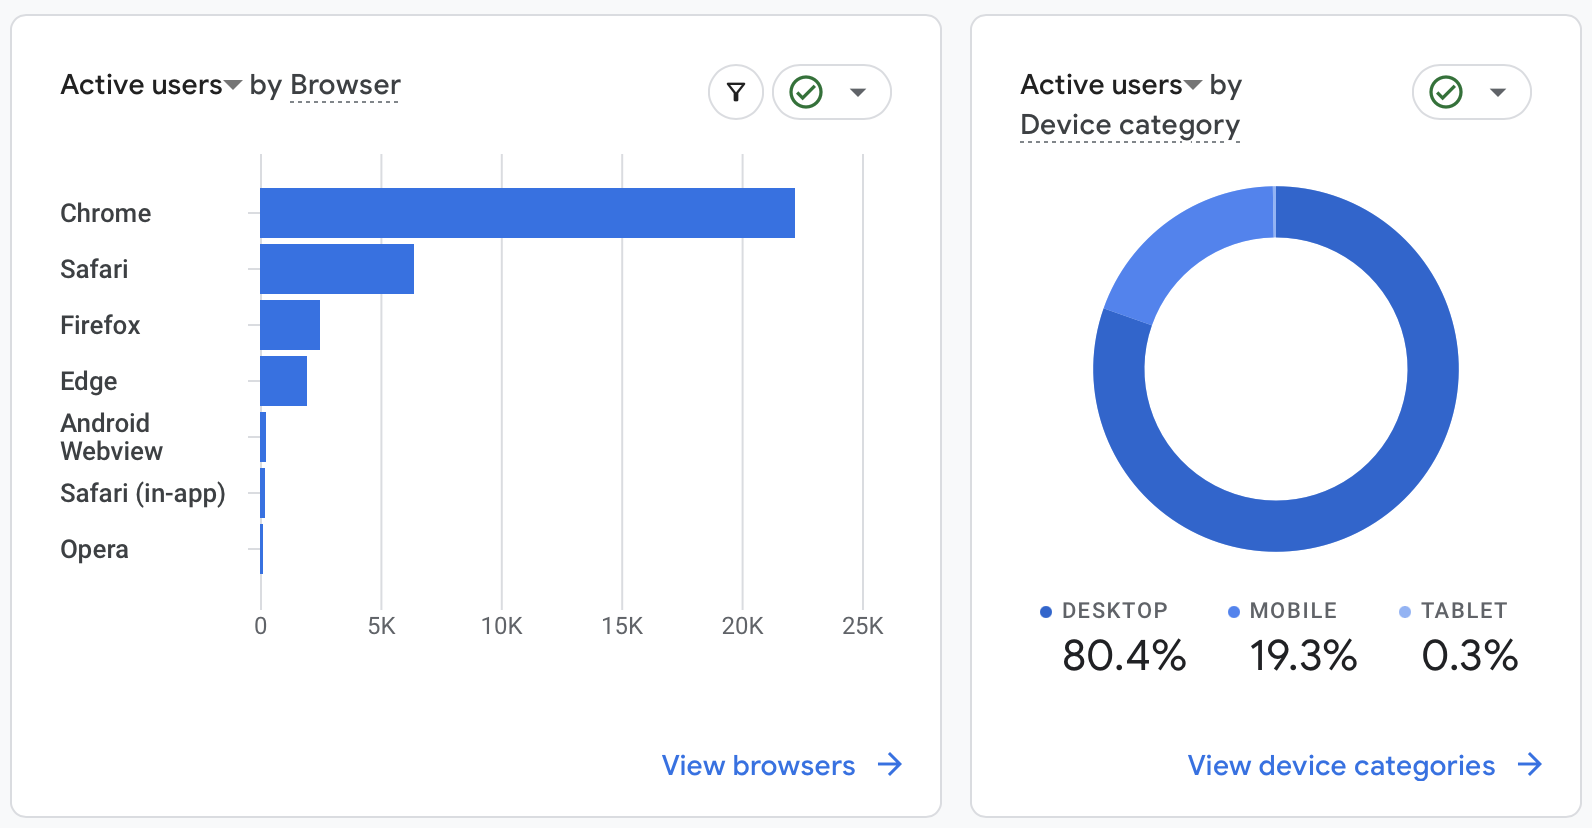 Active users by Browser
Chrome
Safari
Firefox
Edge
Android
Webview
Safari (in-app)
Opera
0 5K 10K 15K 20K 25K
View browsers
Active users by
Device category
DESKTOP MOBILE TABLET
80.4% 19.3% 0.3%
View device categories